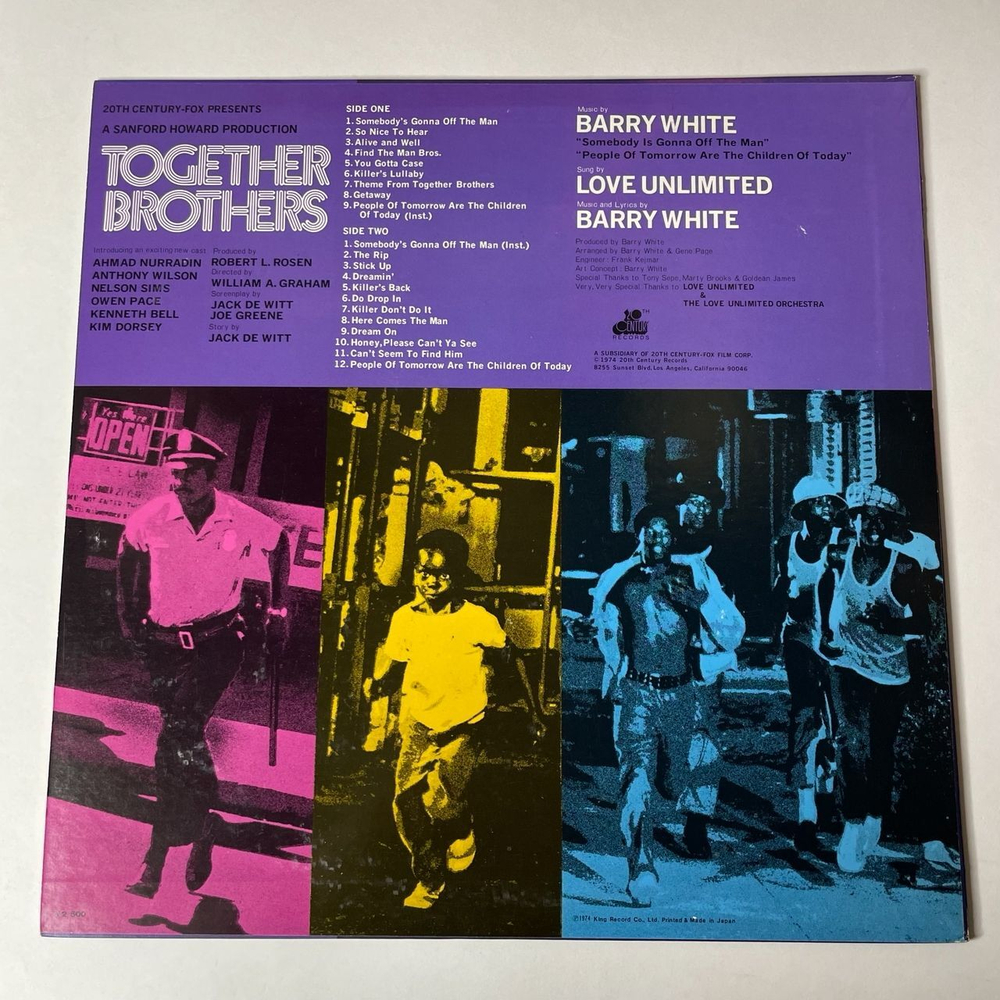 20TH CENTURY-FOX PRESENTS
A SANFORD HOWARD PRODUCTION
TOGETHER
BROTHERS
Introducing an exciting new cast
AHMAD NURRADIN
ANTHONY WILSON
NELSON SIMS
OWEN PACE
KENNETH BELL
KIM DORSEY
Produced by
ROBERT L. ROSEN
Directed by
WILLIAM A. GRAHAM
Screenplay by
JACK DE WITT
JOE GREENE
Story by
JACK DE WITT
SIDE ONE
1. Somebody's Gonna Off The Man
2. So Nice To Hear
3. Alive and Well
4. Find The Man Bros.
5. You Gotta Case
6. Killer's Lullaby
7. Theme From Together Brothers
8. Getaway
9. People Of Tomorrow Are The Children
Of Today (Inst.)
SIDE TWO
1. Somebody's Gonna Off The Man (Inst.)
2. The Rip
3. Stick Up
4. Dreamin'
5. Killer's Back
6. Do Drop In
7. Killer Don't Do It
8. Here Comes The Man
9. Dream On
10. Honey, Please Can't Ya See
11. Can't Seem To Find Him
12. People Of Tomorrow Are The Children Of Today
Music by
BARRY WHITE
"Somebody Is Gonna Off The Man"
"People Of Tomorrow Are The Children Of Today"
Sung by
LOVE UNLIMITED
Music and Lyrics by
BARRY WHITE
Produced by Barry White
Arranged by Barry White & Gene Page
Engineer: Frank Kejmar
Art Concept: Barry White
Special Thanks to Tony Sepe, Marty Brooks & Goldean James
Very, Very Special Thanks to LOVE UNLIMITED
&
THE LOVE UNLIMITED ORCHESTRA
20TH
CENTURY
RECORDS
A SUBSIDIARY OF 20TH CENTURY-FOX FILM CORP.
©1974 20th Century Records
8255 Sunset Blvd. Los Angeles, California 90046
Yes We're
OPEN
LAW
℗1974 King Record Co., Ltd. Printed & Made in Japan